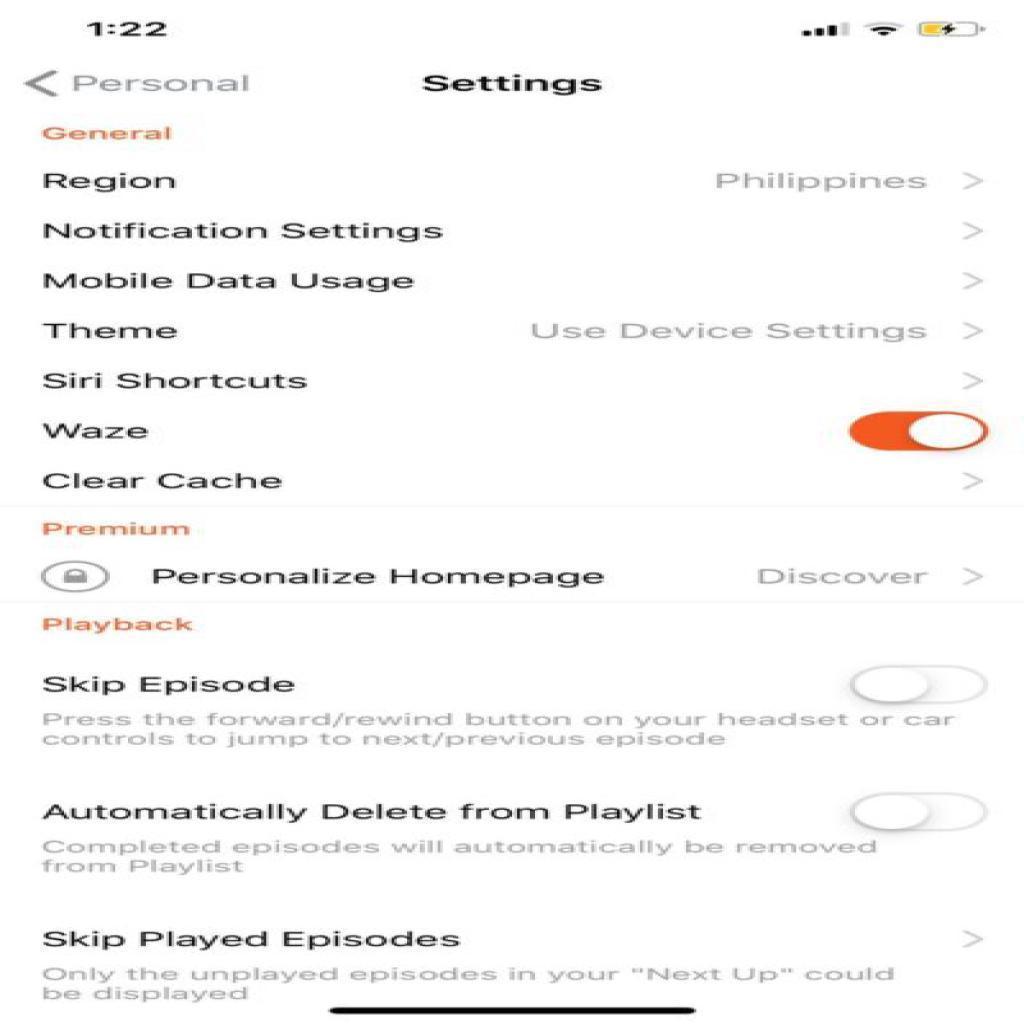 1:22
Personal
Settings
General
Region Philippines
Notification Settings
Mobile Data Usage
Theme Use Device Settings
Siri Shortcuts
Waze
Clear Cache
Premium
Personalize Homepage Discover
Playback
Skip Episode
Press the forward/rewind button on your headset or car
controls to jump to next/previous episode
Automatically Delete from Playlist
Completed episodes will automatically be removed
from Playlist
Skip Played Episodes
Only the unplayed episodes in your "Next Up" could
be displayed